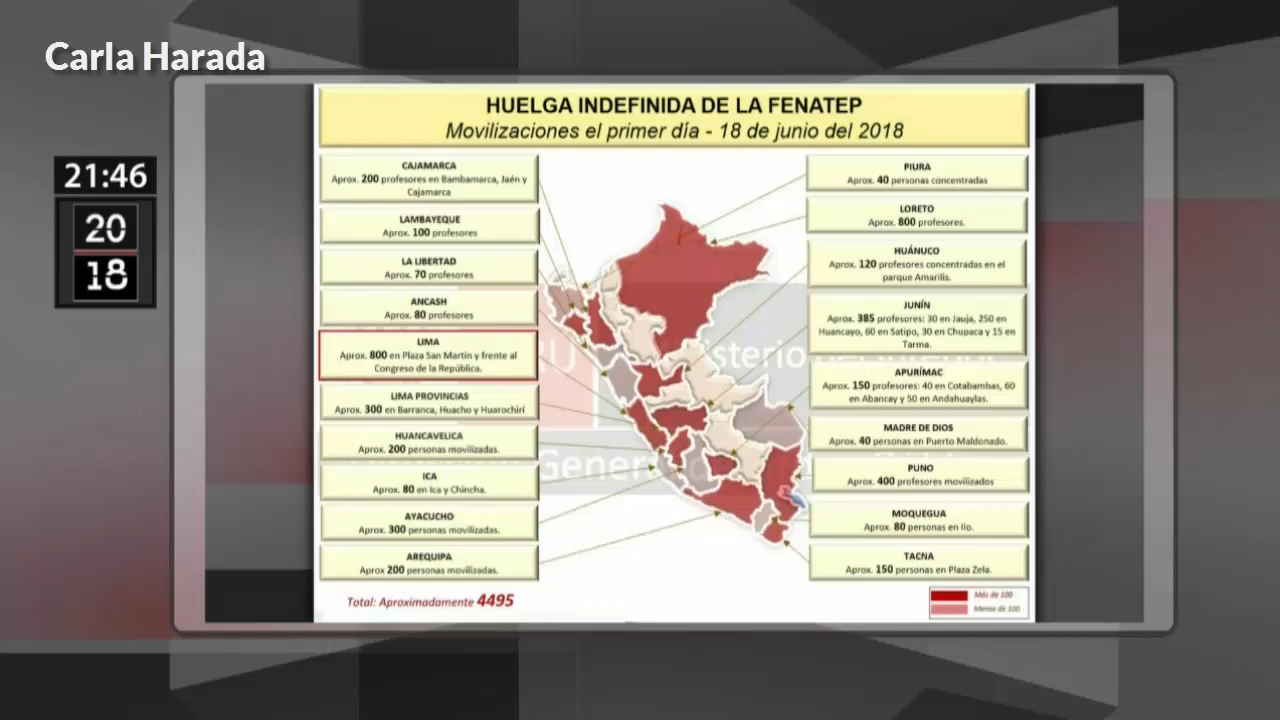 Carla Harada
21:46
20
18
HUELGA INDEFINIDA DE LA FENATEP
Movilizaciones el primer día - 18 de junio del 2018
CAJAMARCA
Aprox. 200 profesores en Bambamarca, Jaén y
Cajamarca
LAMBAYEQUE
Aprox. 100 profesores
LA LIBERTAD
Aprox. 70 profesores
ANCASH
Aprox. 80 profesores
LIMA
Aprox. 800 en Plaza San Martín y frente al
Congreso de la República.
LIMA PROVINCIAS
Aprox. 300 en Barranca, Huacho y Huarochirí
HUANCAVELICA
Aprox. 200 personas movilizadas.
ICA
Aprox. 80 en Ica y Chincha.
AYACUCHO
Aprox. 300 personas movilizadas.
AREQUIPA
Aprox 200 personas movilizadas.
Total: Aproximadamente 4495
PIURA
Aprox. 40 personas concentradas
LORETO
Aprox. 800 profesores.
HUÁNUCO
Aprox. 120 profesores concentradas en el
parque Amarilis.
JUNÍN
Aprox. 385 profesores: 30 en Jauja, 250 en
Huancayo, 60 en Satipo, 30 en Chupaca y 15 en
Tarma.
APURÍMAC
Aprox. 150 profesores: 40 en Cotabambas, 60
en Abancay y 50 en Andahuaylas.
MADRE DE DIOS
Aprox. 40 personas en Puerto Maldonado.
PUNO
Aprox. 400 profesores movilizados
MOQUEGUA
Aprox. 80 personas en Ilo.
TACNA
Aprox. 150 personas en Plaza Zela.
Más de 100
Menos de 100